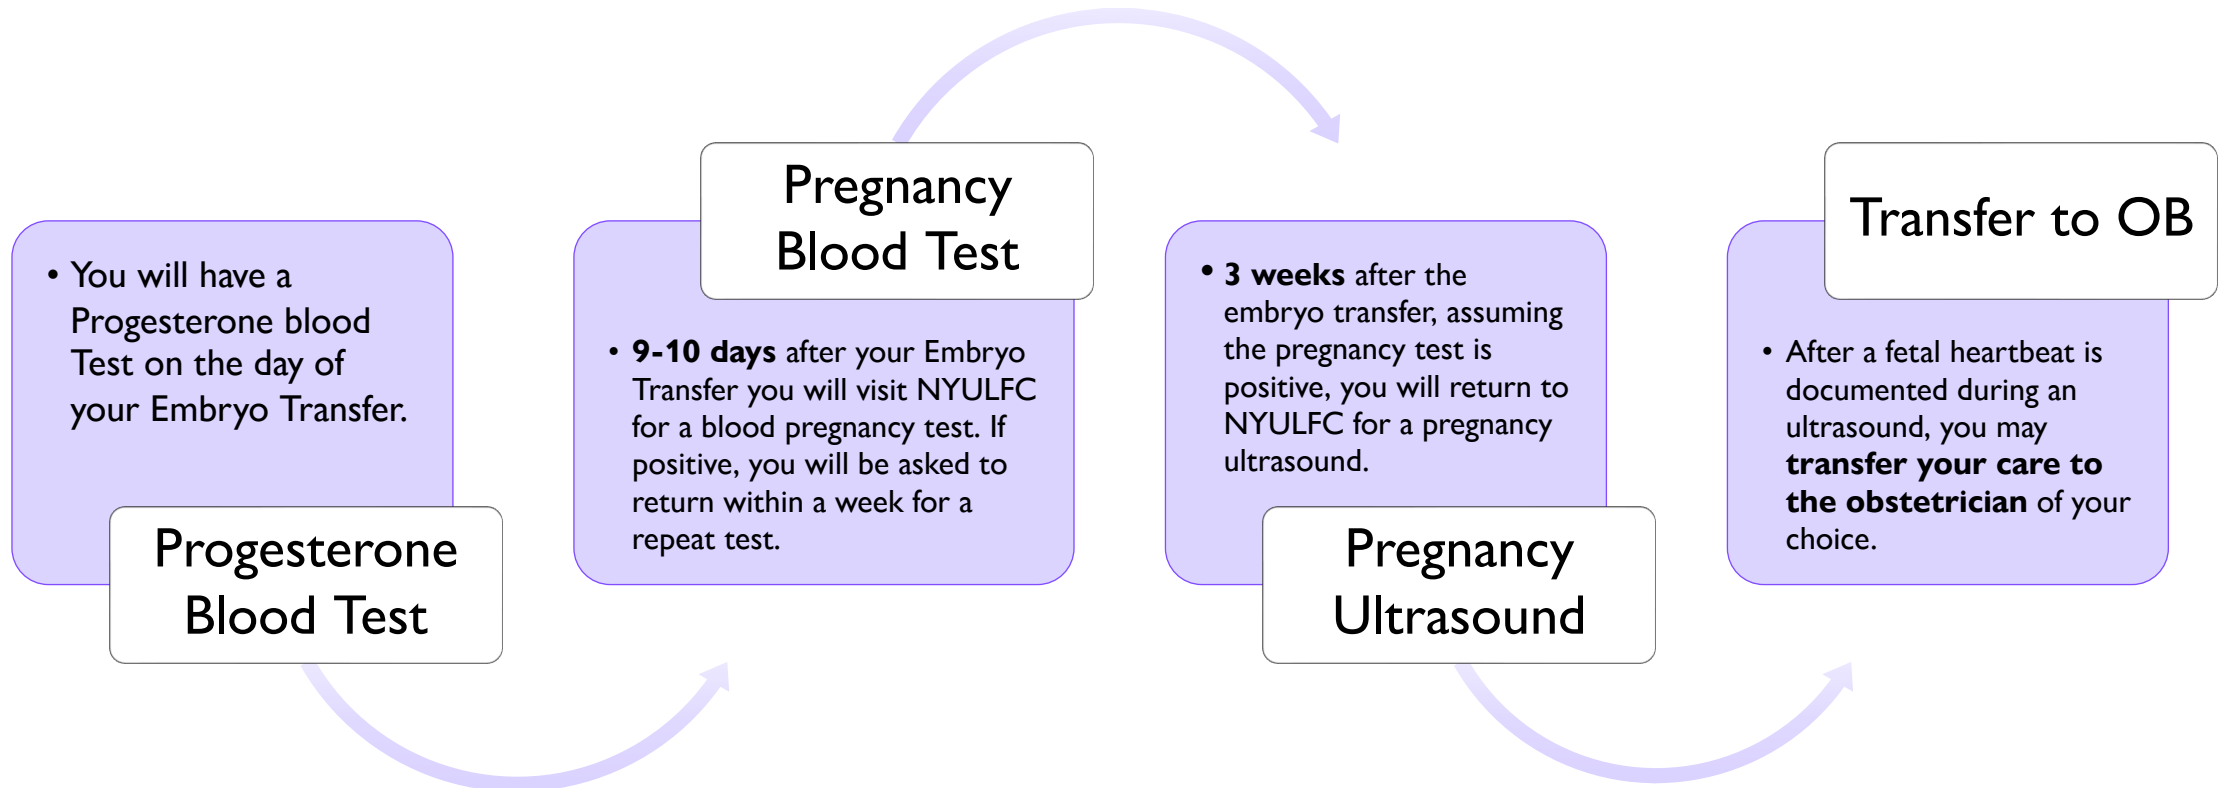 • You will have a
Progesterone blood
Test on the day of
your Embryo Transfer.
Progesterone
Blood Test
Pregnancy
Blood Test
• 9-10 days after your Embryo
Transfer you will visit NYULFC
for a blood pregnancy test. If
positive, you will be asked to
return within a week for a
repeat test.
• 3 weeks after the
embryo transfer, assuming
the pregnancy test is
positive, you will return to
NYULFC for a pregnancy
ultrasound.
Pregnancy
Ultrasound
Transfer to OB
• After a fetal heartbeat is
documented during an
ultrasound, you may
transfer your care to
the obstetrician of your
choice.